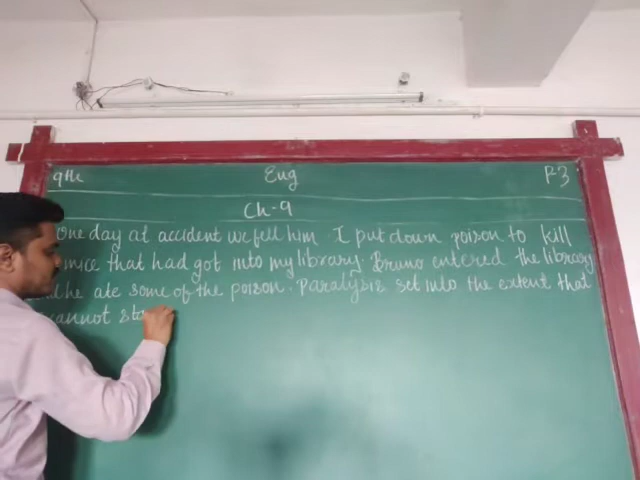 9th Eng P-3
Ch-9
one day at accident we fell him I put down poison to kill
mice that had got into my library. Bruno entered the library
he ate some of the poison. Paralysis set into the extent that
cannot sta